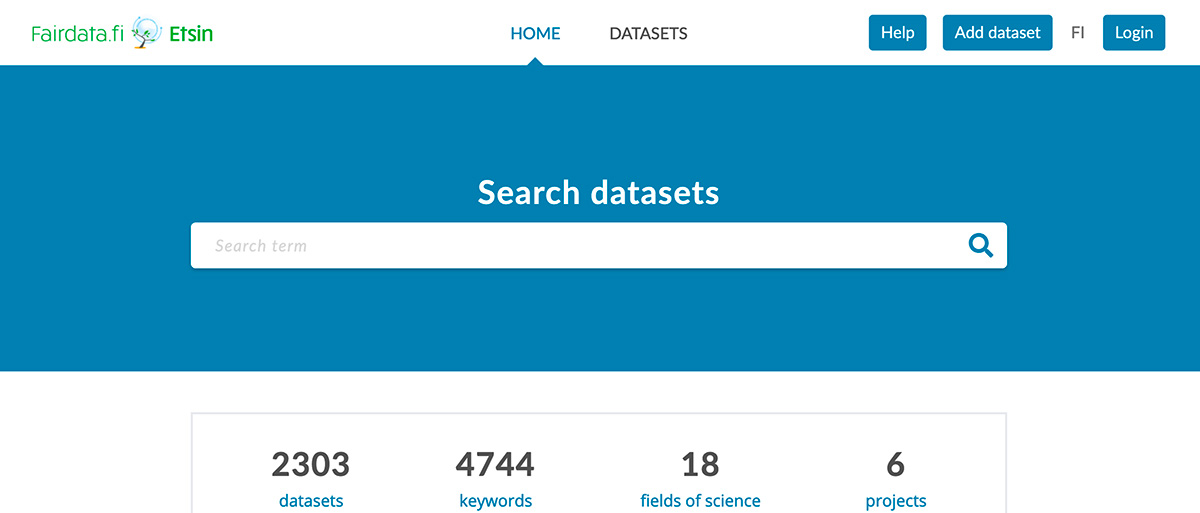 Fairdata.fi Etsin HOME DATASETS Help Add dataset FI Login
Search datasets
Search term
2303 4744 18 6
datasets keywords fields of science projects